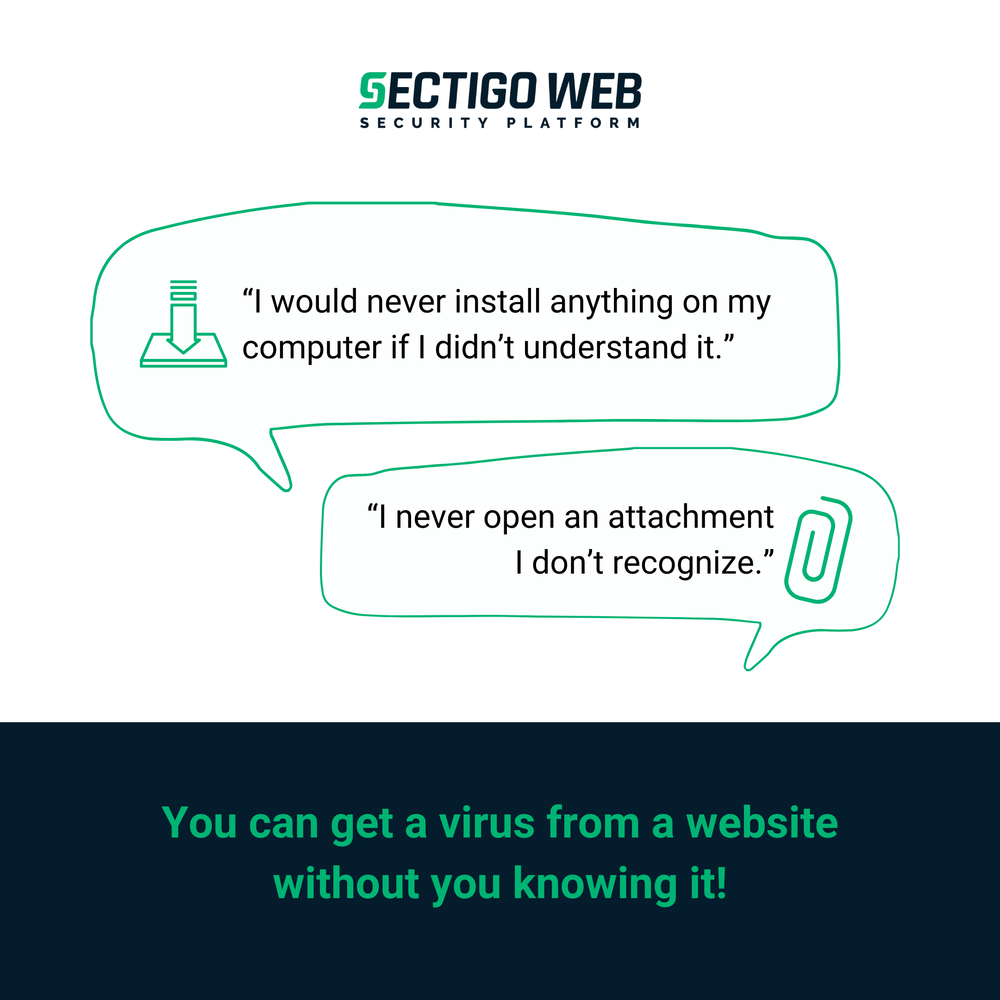 SECTIGO WEB
SECURITY PLATFORM
“I would never install anything on my
computer if I didn’t understand it.”
“I never open an attachment
I don’t recognize.”
You can get a virus from a website
without you knowing it!